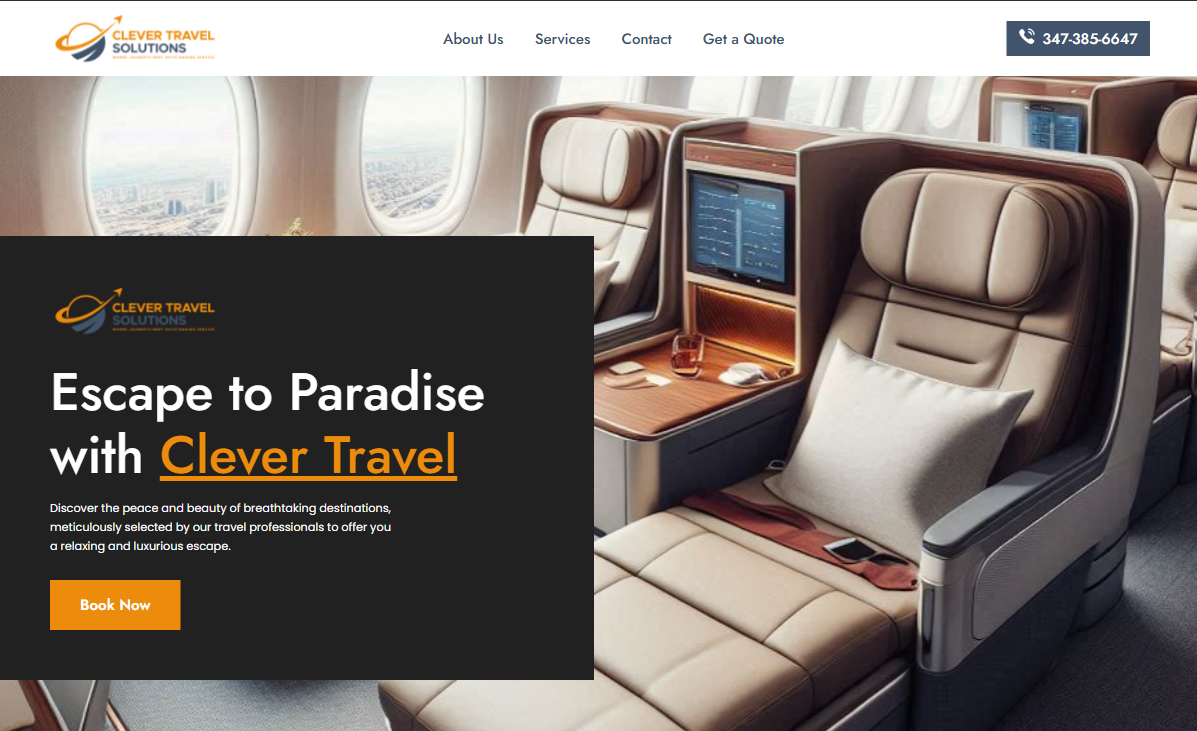 CLEVER TRAVEL
SOLUTIONS
About Us
Services
Contact
Get a Quote
347-385-6647
CLEVER TRAVEL
SOLUTIONS
Escape to Paradise
with Clever Travel
Discover the peace and beauty of breathtaking destinations,
meticulously selected by our travel professionals to offer you
a relaxing and luxurious escape.
Book Now